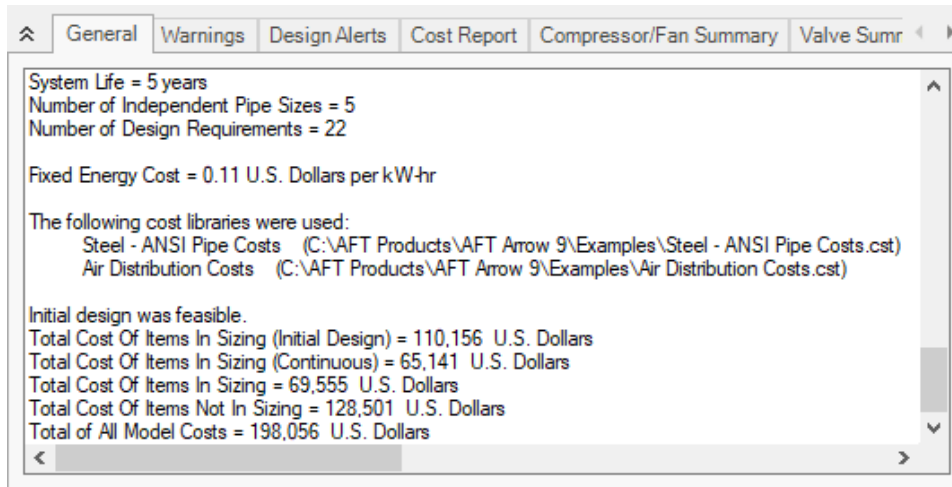 General Warnings Design Alerts Cost Report Compressor/Fan Summary Valve Summ
System Life = 5 years
Number of Independent Pipe Sizes = 5
Number of Design Requirements = 22
Fixed Energy Cost = 0.11 U.S. Dollars per kW-hr
The following cost libraries were used:
Steel - ANSI Pipe Costs (C:\AFT Products\AFT Arrow 9\Examples\Steel - ANSI Pipe Costs.cst)
Air Distribution Costs (C:\AFT Products\AFT Arrow 9\Examples\Air Distribution Costs.cst)
Initial design was feasible.
Total Cost Of Items In Sizing (Initial Design) = 110,156 U.S. Dollars
Total Cost Of Items In Sizing (Continuous) = 65,141 U.S. Dollars
Total Cost Of Items In Sizing = 69,555 U.S. Dollars
Total Cost Of Items Not In Sizing = 128,501 U.S. Dollars
Total of All Model Costs = 198,056 U.S. Dollars